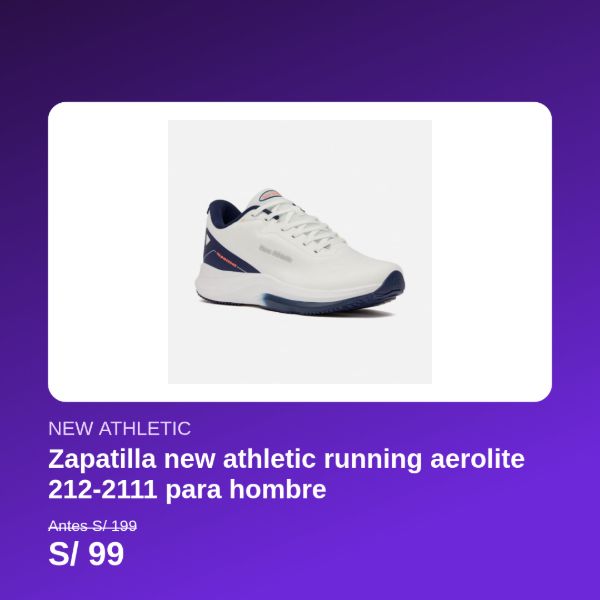 NEW ATHLETIC
Zapatilla new athletic running aerolite
212-2111 para hombre
Antes S/ 199
S/ 99